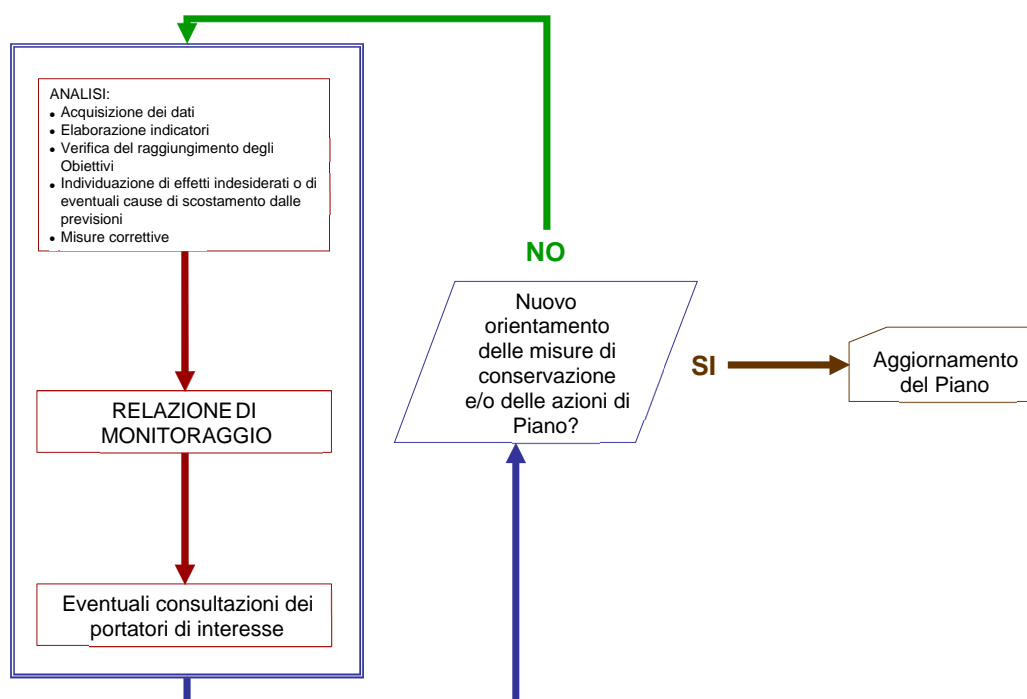 ANALISI:
• Acquisizione dei dati
• Elaborazione indicatori
• Verifica del raggiungimento degli
Obiettivi
• Individuazione di effetti indesiderati o di
eventuali cause di scostamento dalle
previsioni
• Misure correttive
RELAZIONE DI
MONITORAGGIO
Eventuali consultazioni dei
portatori di interesse
NO
Nuovo
orientamento
delle misure di
conservazione
e/o delle azioni di
Piano?
SI
Aggiornamento
del Piano